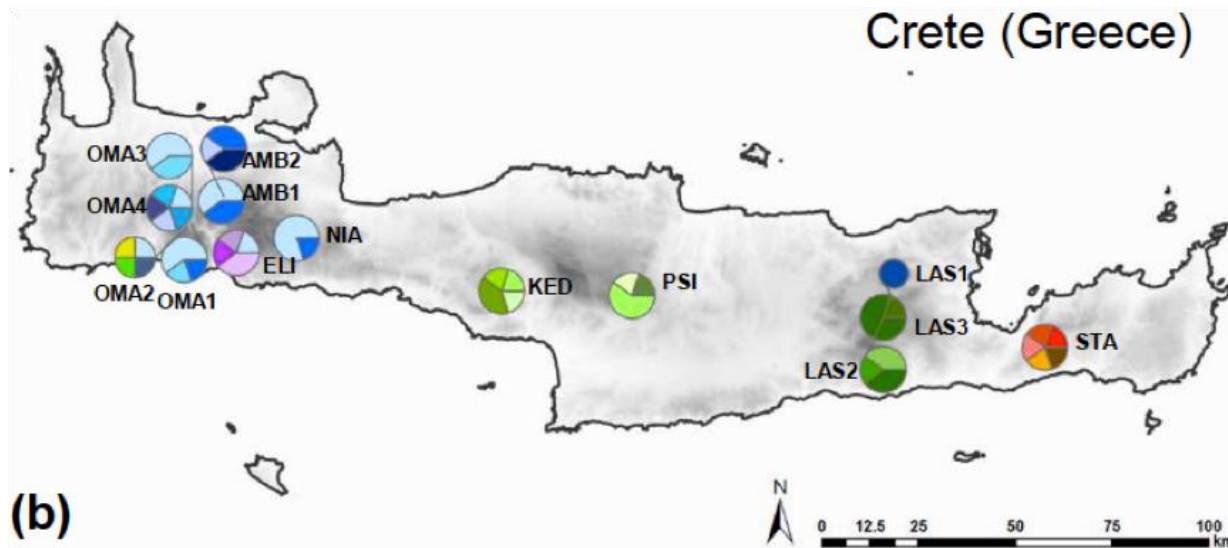 Crete (Greece)
OMA3
AMB2
OMA4
AMB1
NIA
ELI
OMA2
OMA1
KED
PSI
LAS1
LAS3
LAS2
STA
(b)
N
0 12.5 25 50 75 100
km